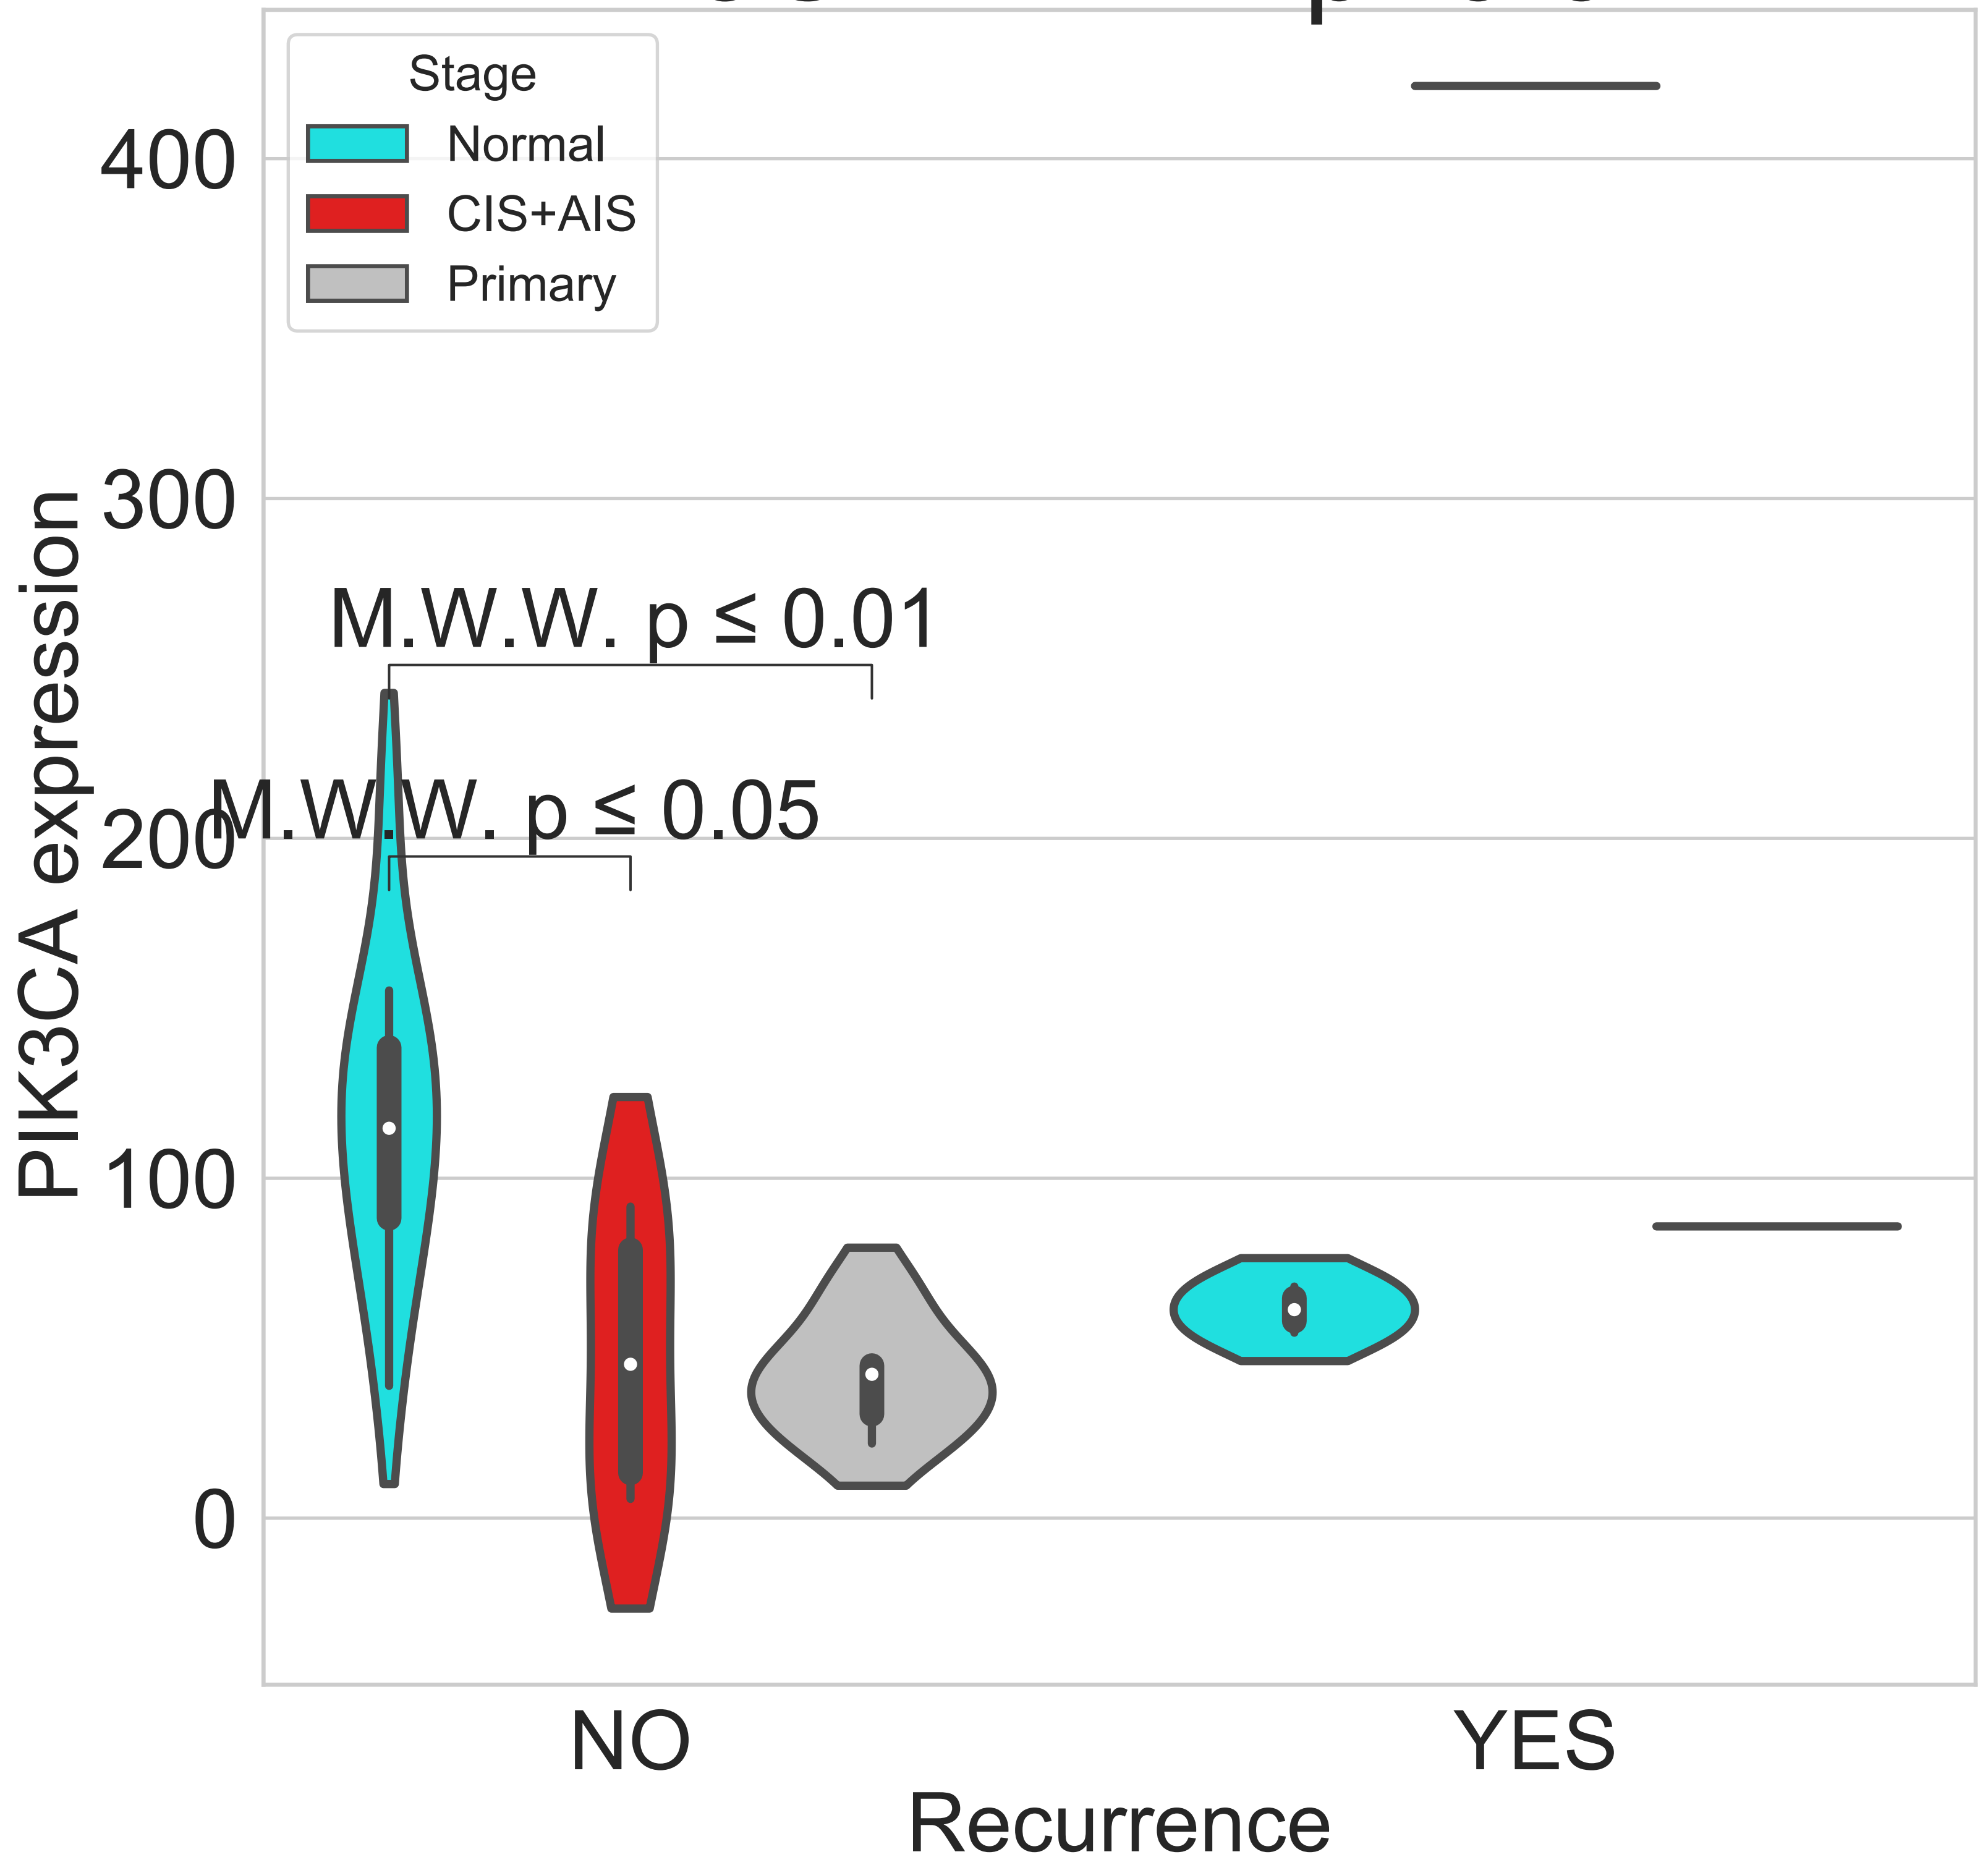 Stage
Normal
CIS+AIS
Primary
400
300
200
100
0
PIK3CA expression
M.W.W. p ≤ 0.01
M.W.W. p ≤ 0.05
NO
YES
Recurrence